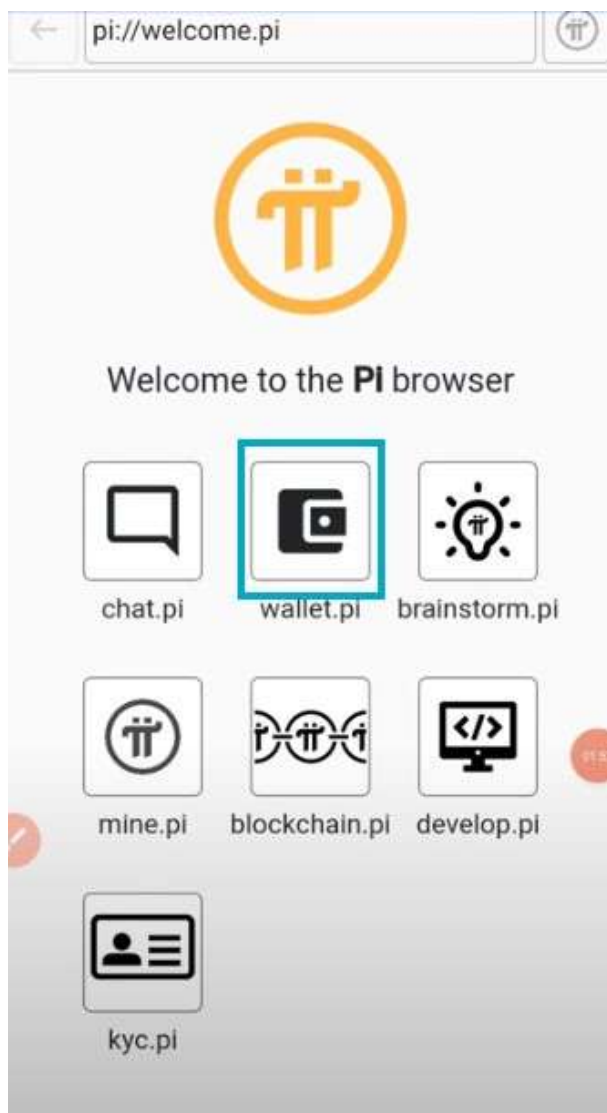 pi://welcome.pi
Welcome to the Pi browser
chat.pi
wallet.pi
brainstorm.pi
mine.pi
blockchain.pi
develop.pi
kyc.pi